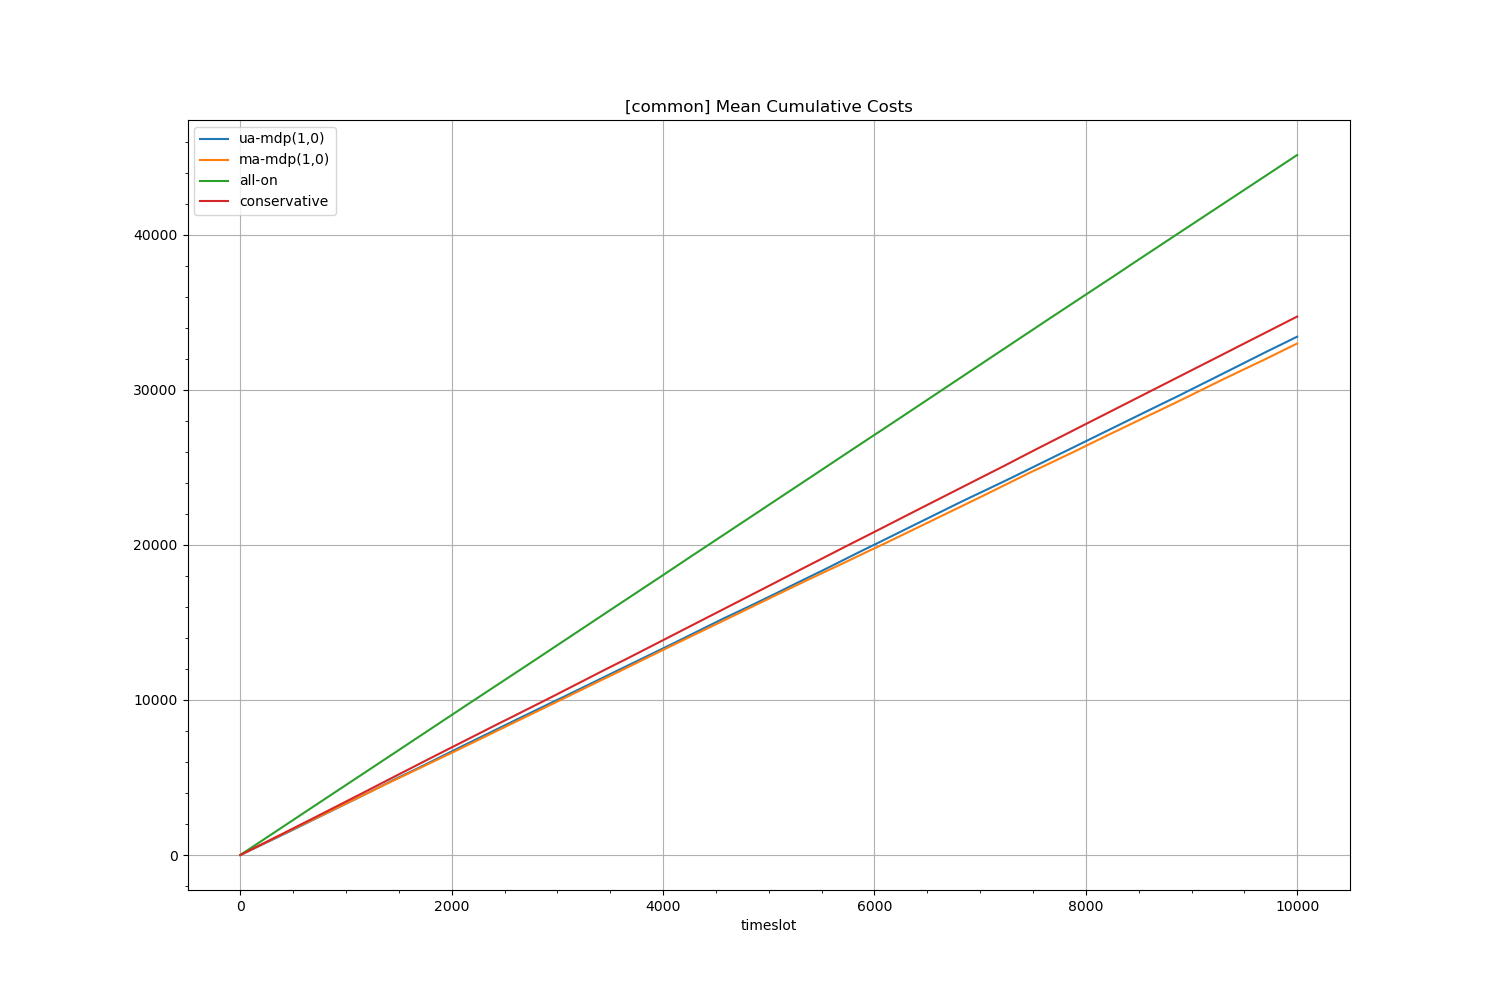 [common] Mean Cumulative Costs
ua-mdp(1,0)
ma-mdp(1,0)
all-on
conservative
40000
30000
20000
10000
0
0 2000 4000 6000 8000 10000
timeslot